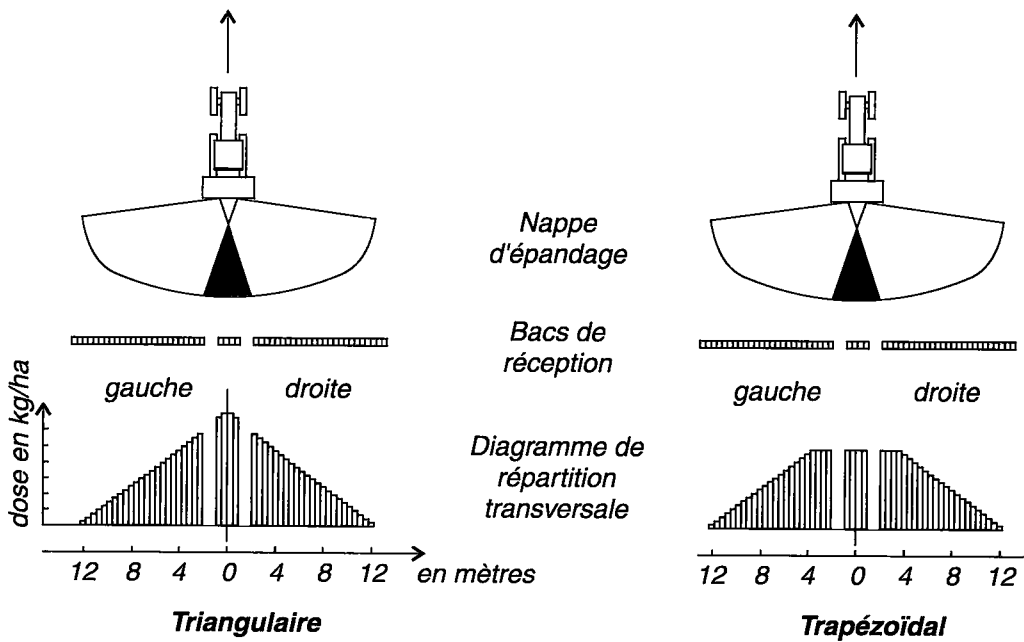 Nappe
d'épandage
Bacs de
réception
gauche droite
gauche droite
dose en kg/ha
Diagramme de
répartition
transversale
12 8 4 0 4 8 12 en mètres
12 8 4 0 4 8 12
Triangulaire
Trapézoïdal